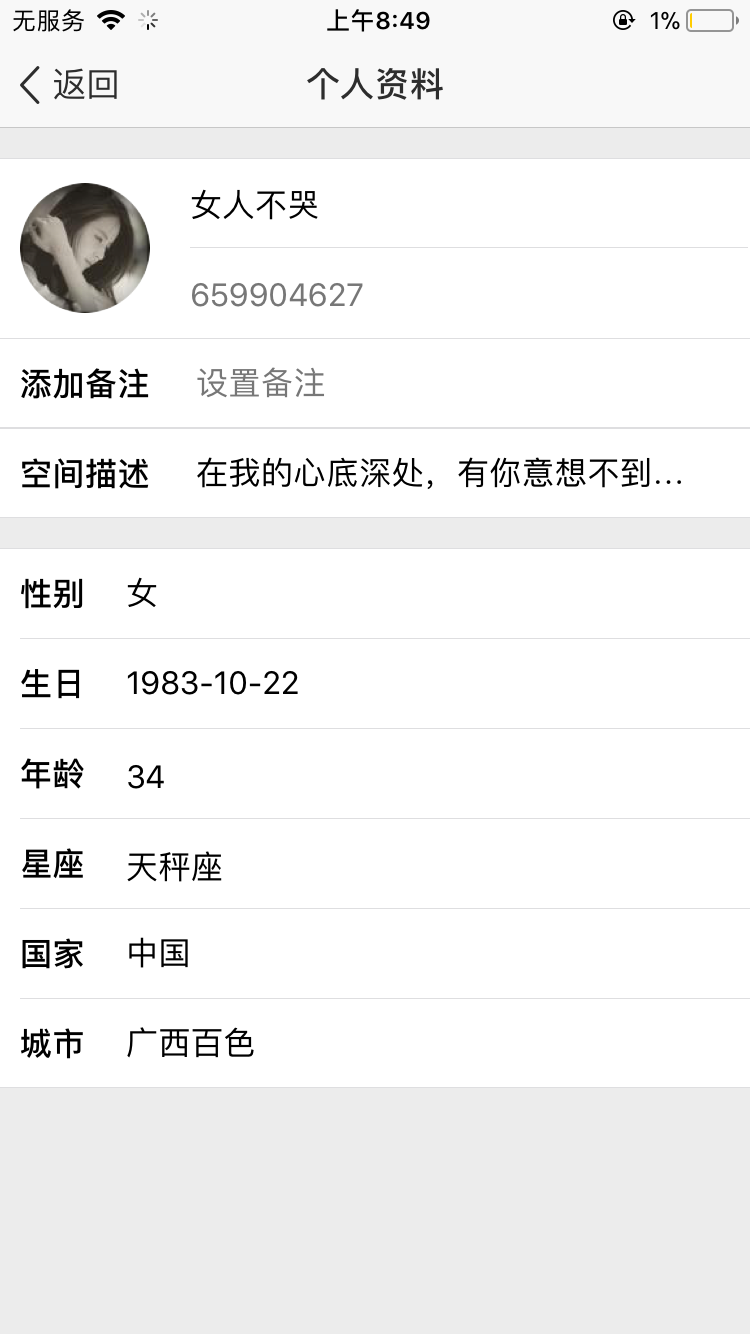 无服务 上午8:49 1%
返回 个人资料
女人不哭
659904627
添加备注 设置备注
空间描述 在我的心底深处，有你意想不到...
性别 女
生日 1983-10-22
年龄 34
星座 天秤座
国家 中国
城市 广西百色